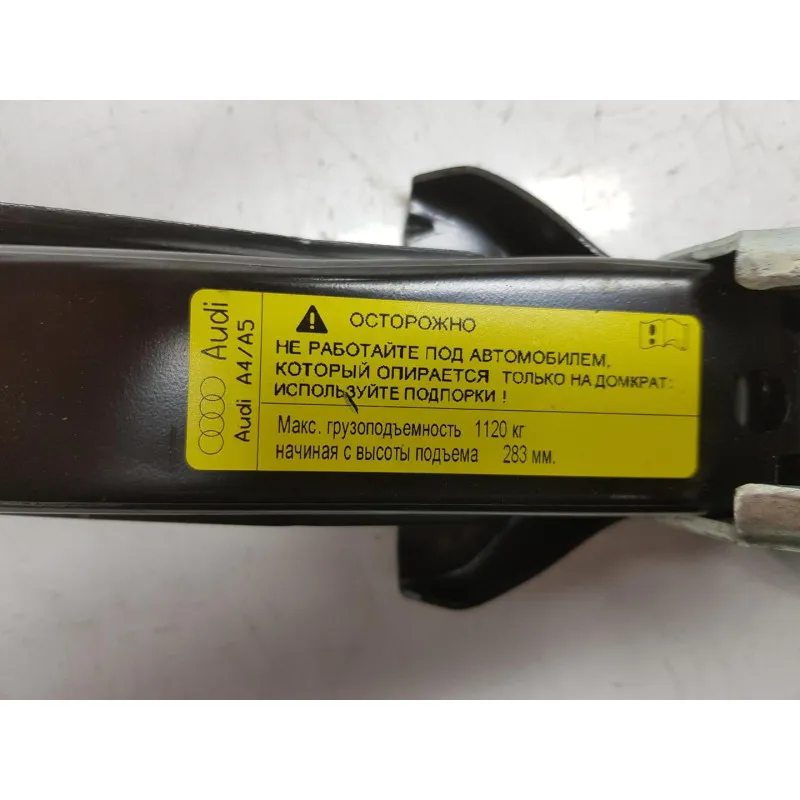 Audi
Audi A4/A5
ОСТОРОЖНО
НЕ РАБОТАЙТЕ ПОД АВТОМОБИЛЕМ,
КОТОРЫЙ ОПИРАЕТСЯ ТОЛЬКО НА ДОМКРАТ:
ИСПОЛЬЗУЙТЕ ПОДПОРКИ !
Макс. грузоподъемность 1120 кг
начиная с высоты подъема 283 мм.